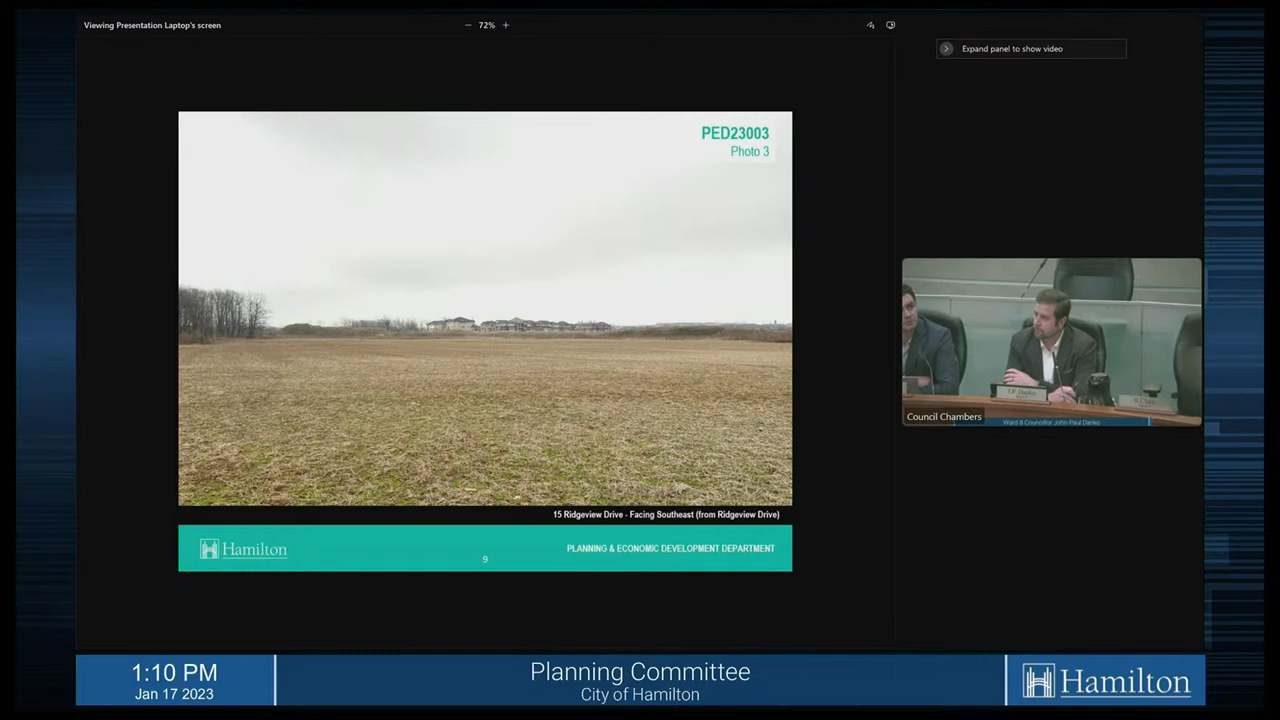 Viewing Presentation Laptop's screen
72%
Expand panel to show video
PED23003
Photo 3
15 Ridgeview Drive - Facing Southeast (from Ridgeview Drive)
Hamilton
9
PLANNING & ECONOMIC DEVELOPMENT DEPARTMENT
Council Chambers
Ward 8 Councillor John Paul Danko
1:10 PM
Jan 17 2023
Planning Committee
City of Hamilton
Hamilton